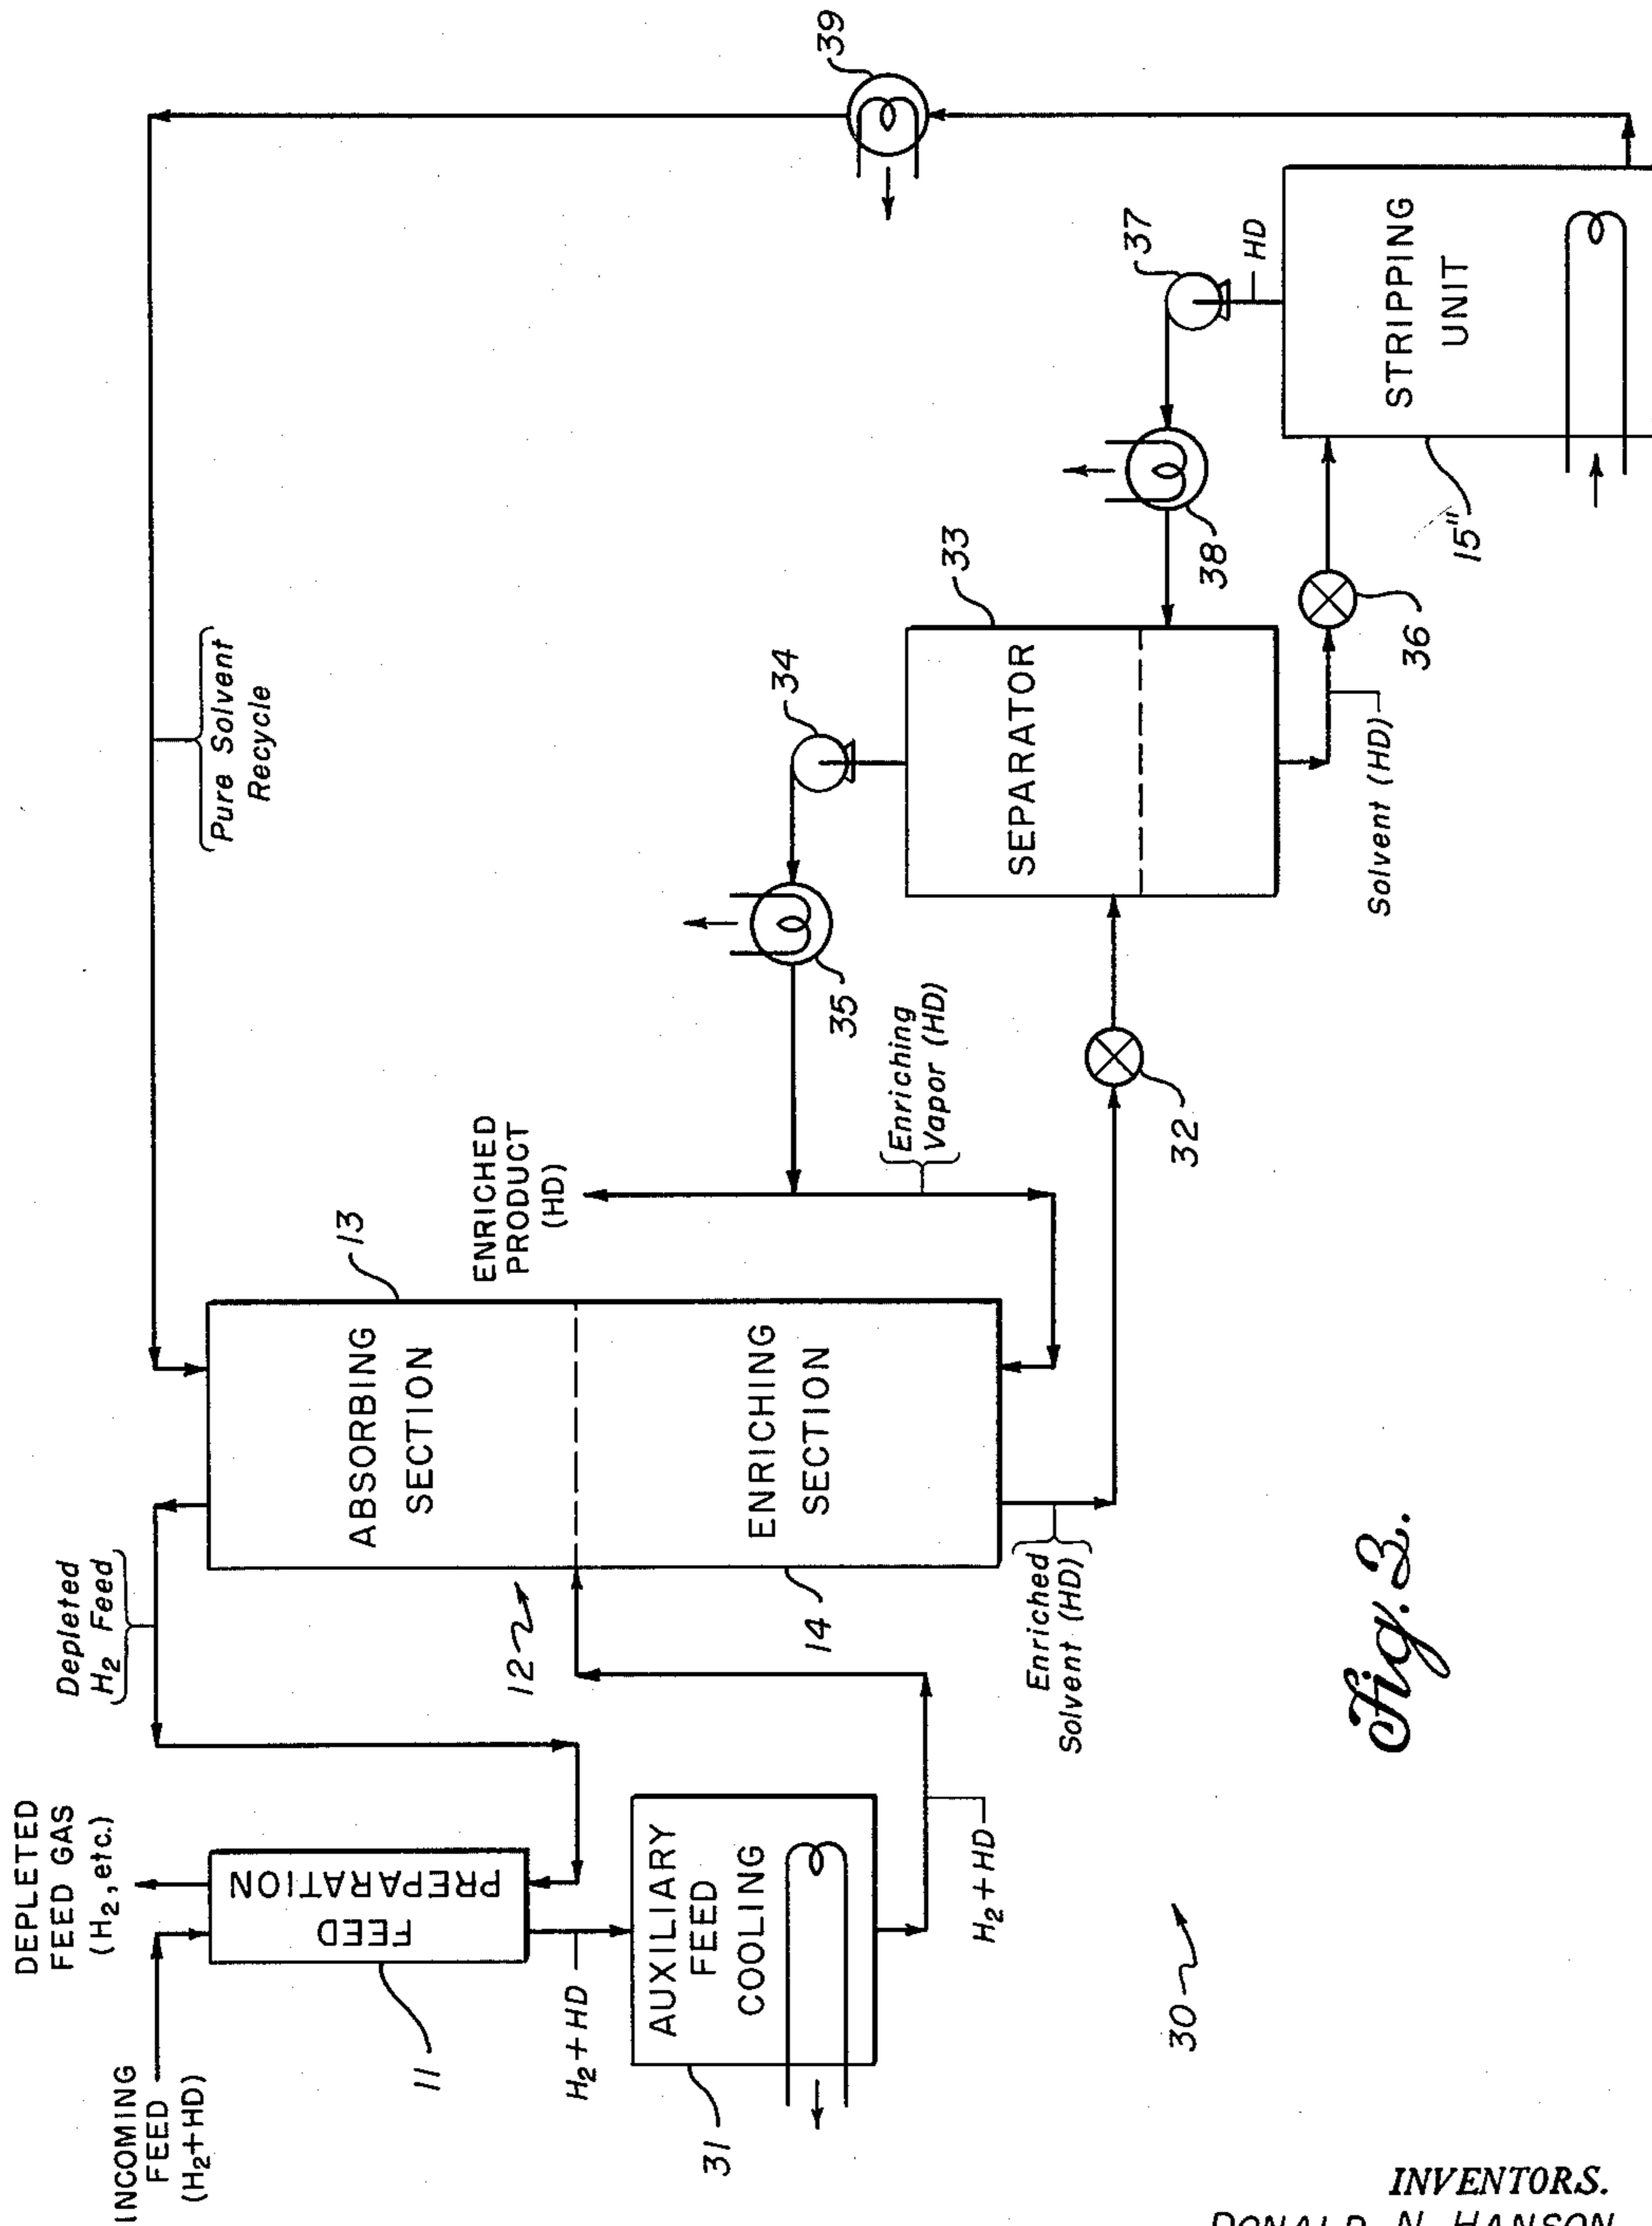 DEPLETED
FEED GAS
(H₂, etc.)
INCOMING
FEED
(H₂+HD)
FEED
PREPARATION
11
H₂+HD
AUXILIARY
FEED
COOLING
31
H₂+HD
Depleted
H₂ Feed
12
ABSORBING
SECTION
13
ENRICHING
SECTION
14
Enriched
Solvent (HD)
ENRICHED
PRODUCT
(HD)
Enriching
Vapor (HD)
32
Pure Solvent
Recycle
35
34
SEPARATOR
33
Solvent (HD)
36
38
37
HD
STRIPPING
UNIT
15"
39
30
Fig. 3.
INVENTORS.
DONALD N. HANSON